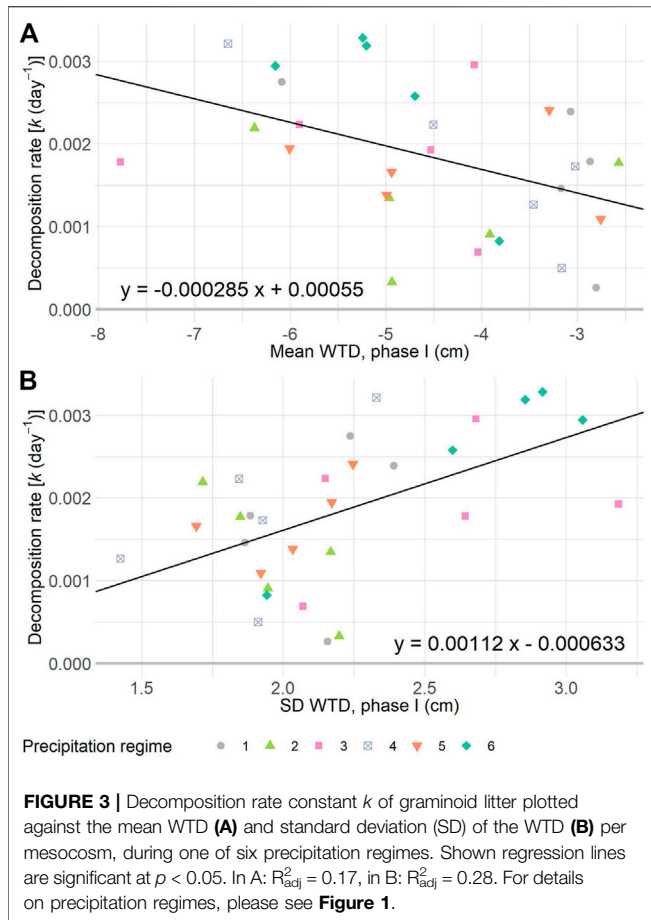 A
Decomposition rate [k (day⁻¹)]
0.003
0.002
0.001
0.000
y = -0.000285 x + 0.00055
-8 -7 -6 -5 -4 -3
Mean WTD, phase I (cm)
B
Decomposition rate [k (day⁻¹)]
0.003
0.002
0.001
0.000
y = 0.00112 x - 0.000633
1.5 2.0 2.5 3.0
SD WTD, phase I (cm)
Precipitation regime 1 2 3 4 5 6
FIGURE 3 | Decomposition rate constant k of graminoid litter plotted
against the mean WTD (A) and standard deviation (SD) of the WTD (B) per
mesocosm, during one of six precipitation regimes. Shown regression lines
are significant at p < 0.05. In A: R²adj = 0.17, in B: R²adj = 0.28. For details
on precipitation regimes, please see Figure 1.